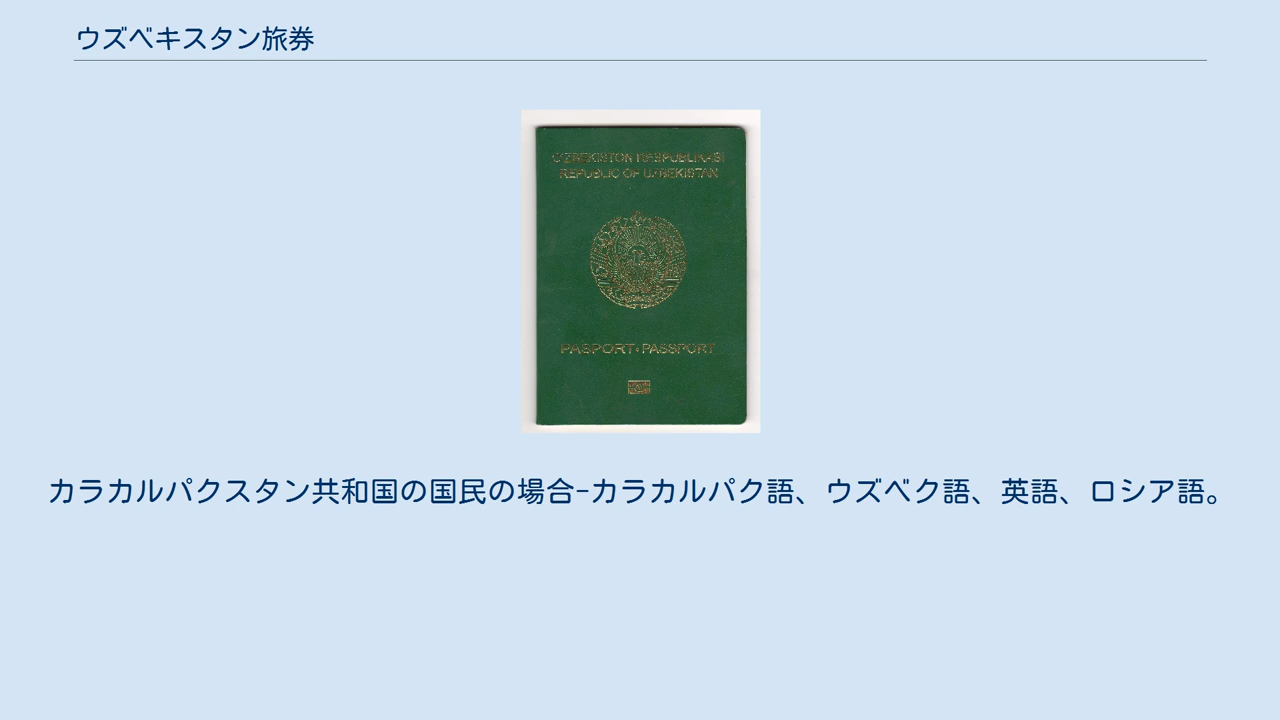 ウズベキスタン旅券
O'ZBEKISTON RESPUBLIKASI
REPUBLIC OF UZBEKISTAN
PASPORT•PASSPORT
カラカルパクスタン共和国の国民の場合-カラカルパク語、ウズベク語、英語、ロシア語。